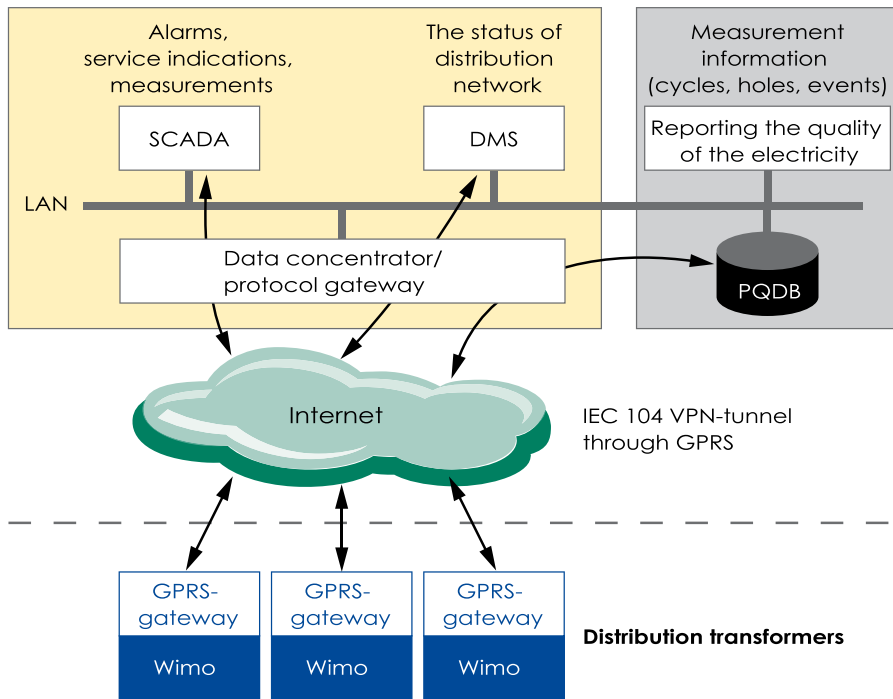 Alarms,
service indications,
measurements
The status of
distribution
network
Measurement
information
(cycles, holes, events)
SCADA
DMS
Reporting the quality
of the electricity
LAN
Data concentrator/
protocol gateway
PQDB
Internet
IEC 104 VPN-tunnel
through GPRS
GPRS-
gateway
Wimo
GPRS-
gateway
Wimo
GPRS-
gateway
Wimo
Distribution transformers